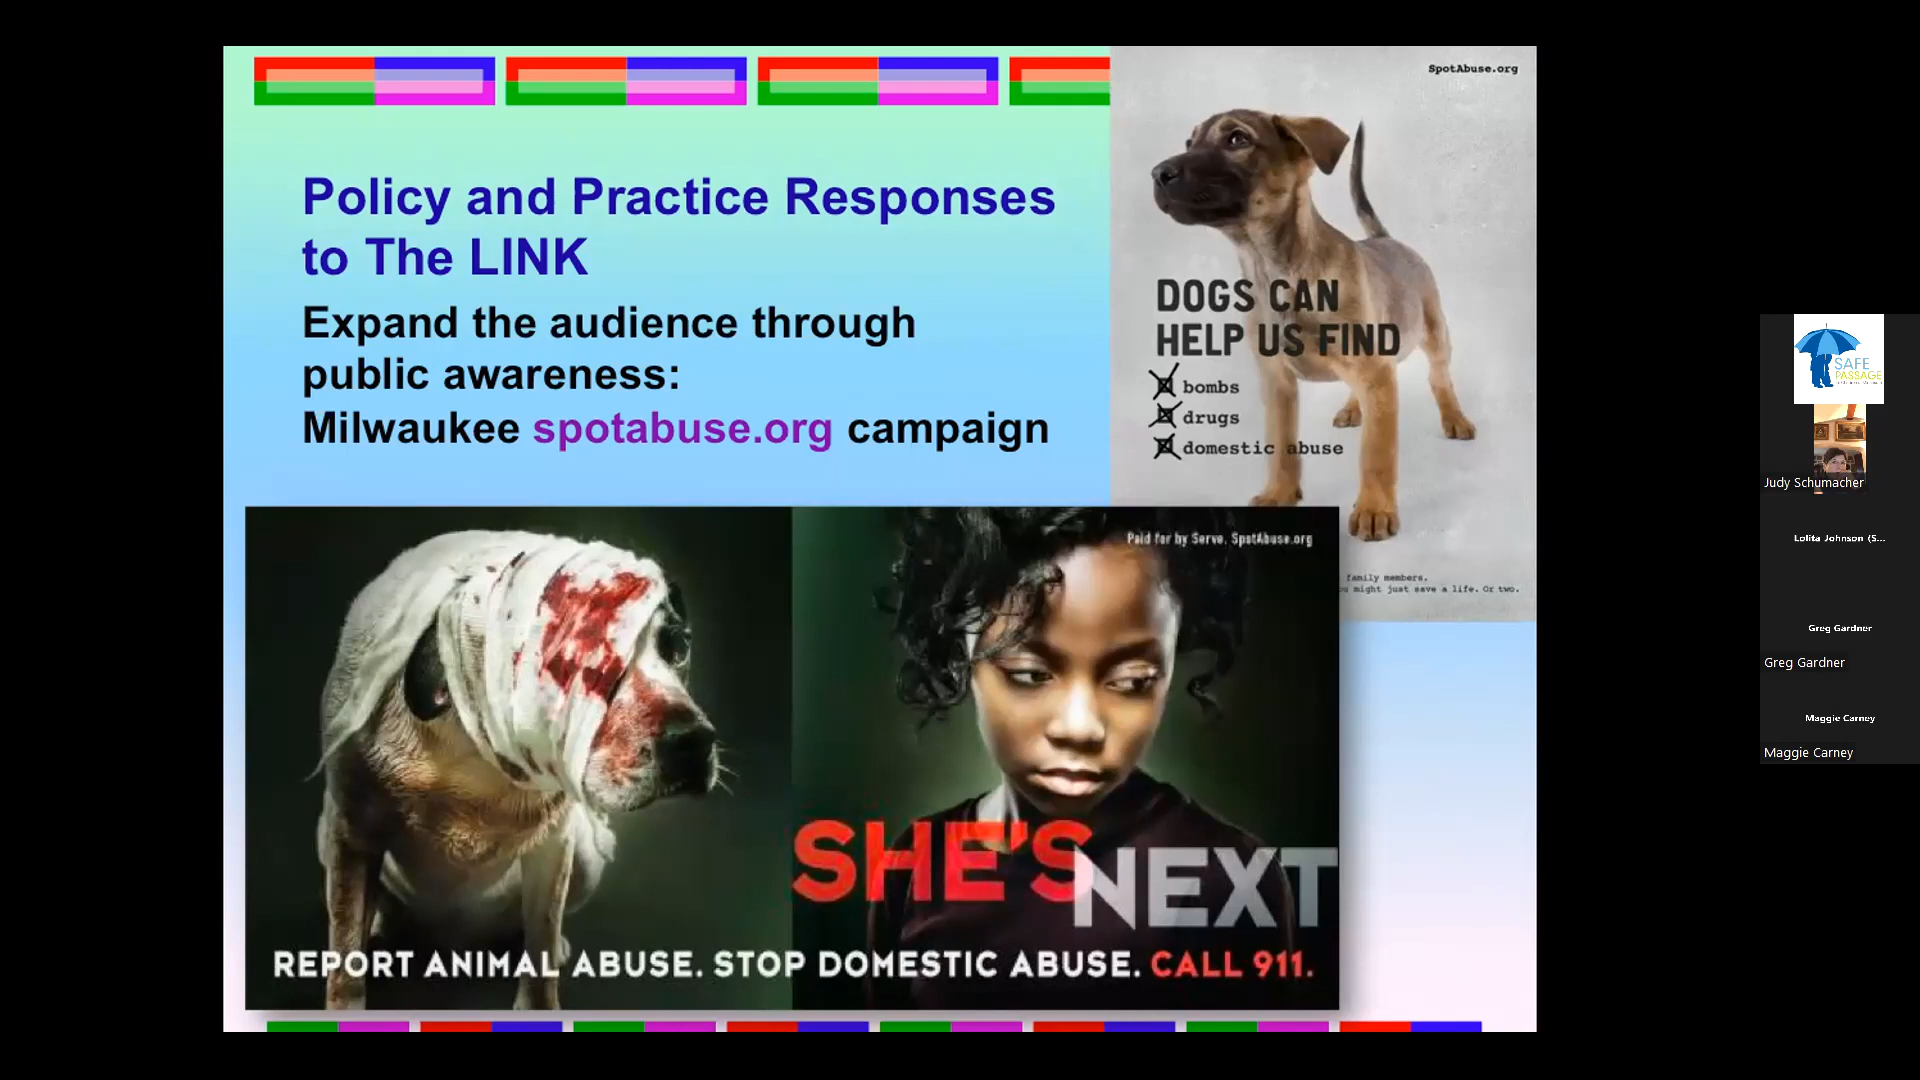 Policy and Practice Responses
to The LINK
Expand the audience through
public awareness:
Milwaukee spotabuse.org campaign
SpotAbuse.org
DOGS CAN
HELP US FIND
bombs
drugs
domestic abuse
family members.
might just save a life. Or two.
Paid for by Serve. SpotAbuse.org
SHE'S
NEXT
REPORT ANIMAL ABUSE. STOP DOMESTIC ABUSE. CALL 911.
SAFE
PASSAGE
Judy Schumacher
Lolita Johnson (S...
Greg Gardner
Greg Gardner
Maggie Carney
Maggie Carney